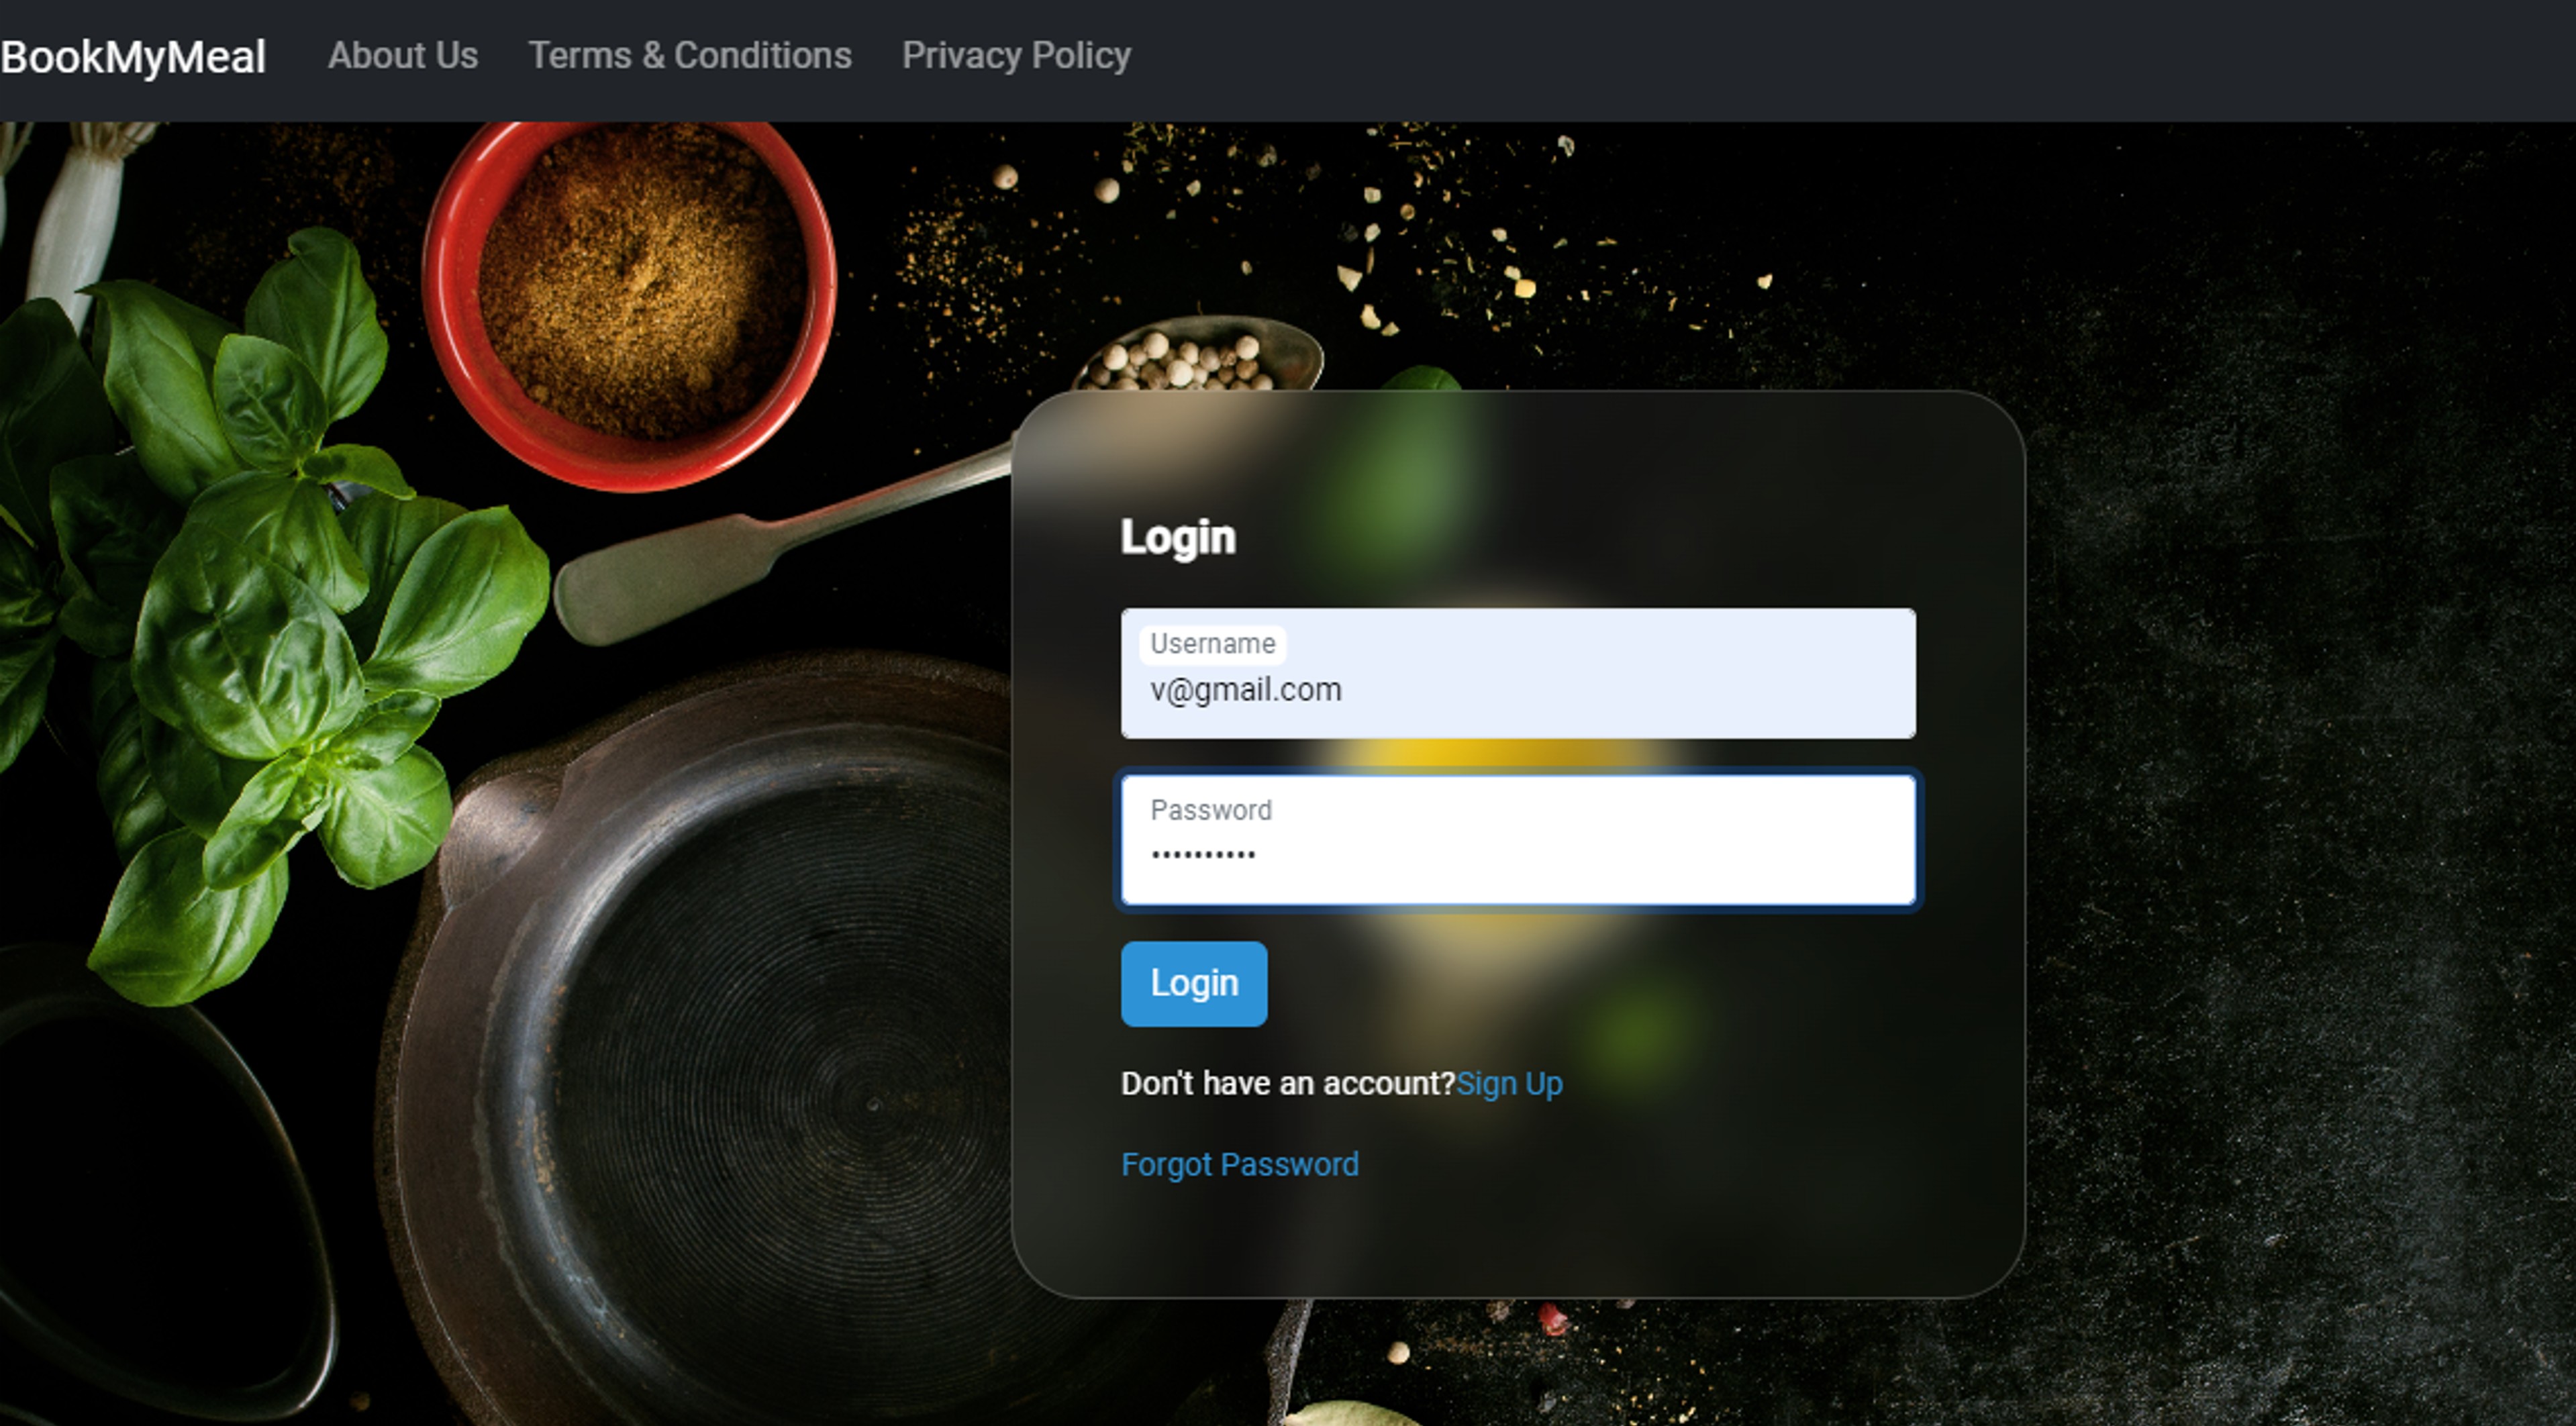 BookMyMeal About Us Terms & Conditions Privacy Policy
Login
Username
v@gmail.com
Password
••••••••••
Login
Don't have an account?Sign Up
Forgot Password